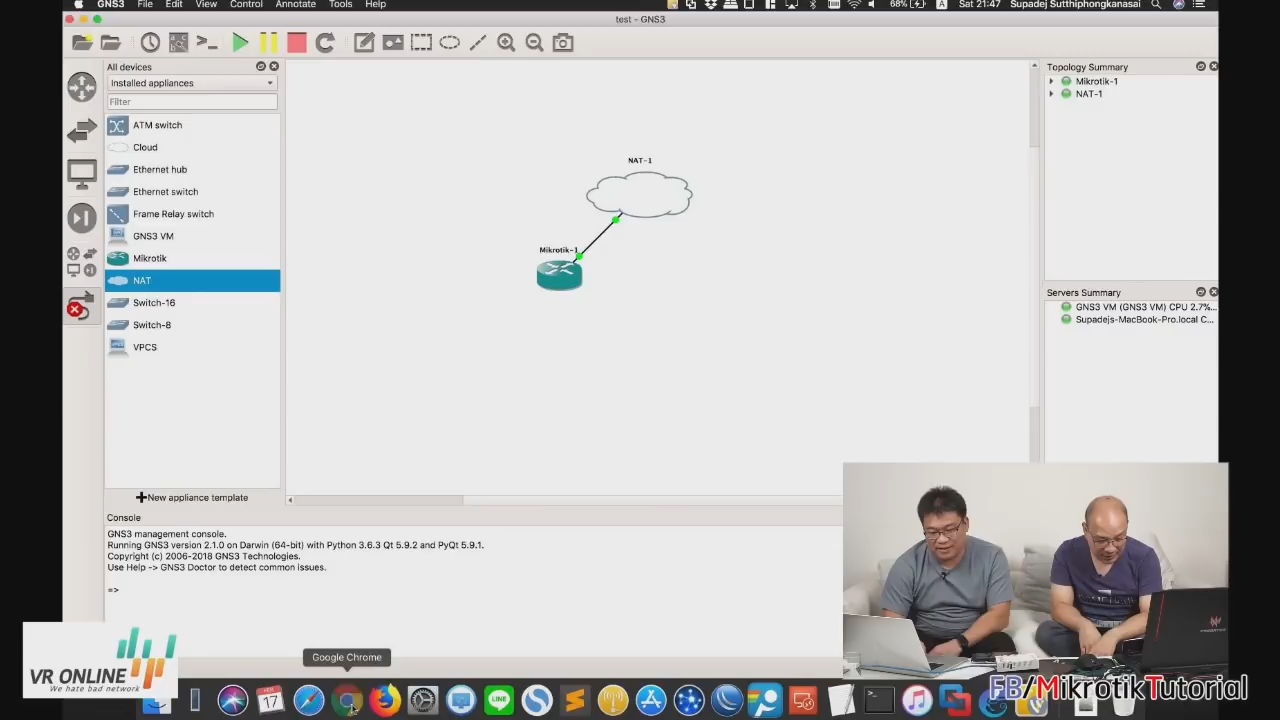 GNS3 File Edit View Control Annotate Tools Help
68% A Sat 21:47 Supadej Sutthiphongkanasai
test - GNS3
All devices
Installed appliances
Filter
ATM switch
Cloud
Ethernet hub
Ethernet switch
Frame Relay switch
GNS3 VM
Mikrotik
NAT
Switch-16
Switch-8
VPCS
New appliance template
NAT-1
Mikrotik-1
Topology Summary
Mikrotik-1
NAT-1
Servers Summary
GNS3 VM (GNS3 VM) CPU 2.7%...
Supadejs-MacBook-Pro.local C...
Console
GNS3 management console.
Running GNS3 version 2.1.0 on Darwin (64-bit) with Python 3.6.3 Qt 5.9.2 and PyQt 5.9.1.
Copyright (c) 2006-2018 GNS3 Technologies.
Use Help -> GNS3 Doctor to detect common issues.
=>
Google Chrome
VR ONLINE
We hate bad network
17
LINE
PREDATOR
FB/MikrotikTutorial